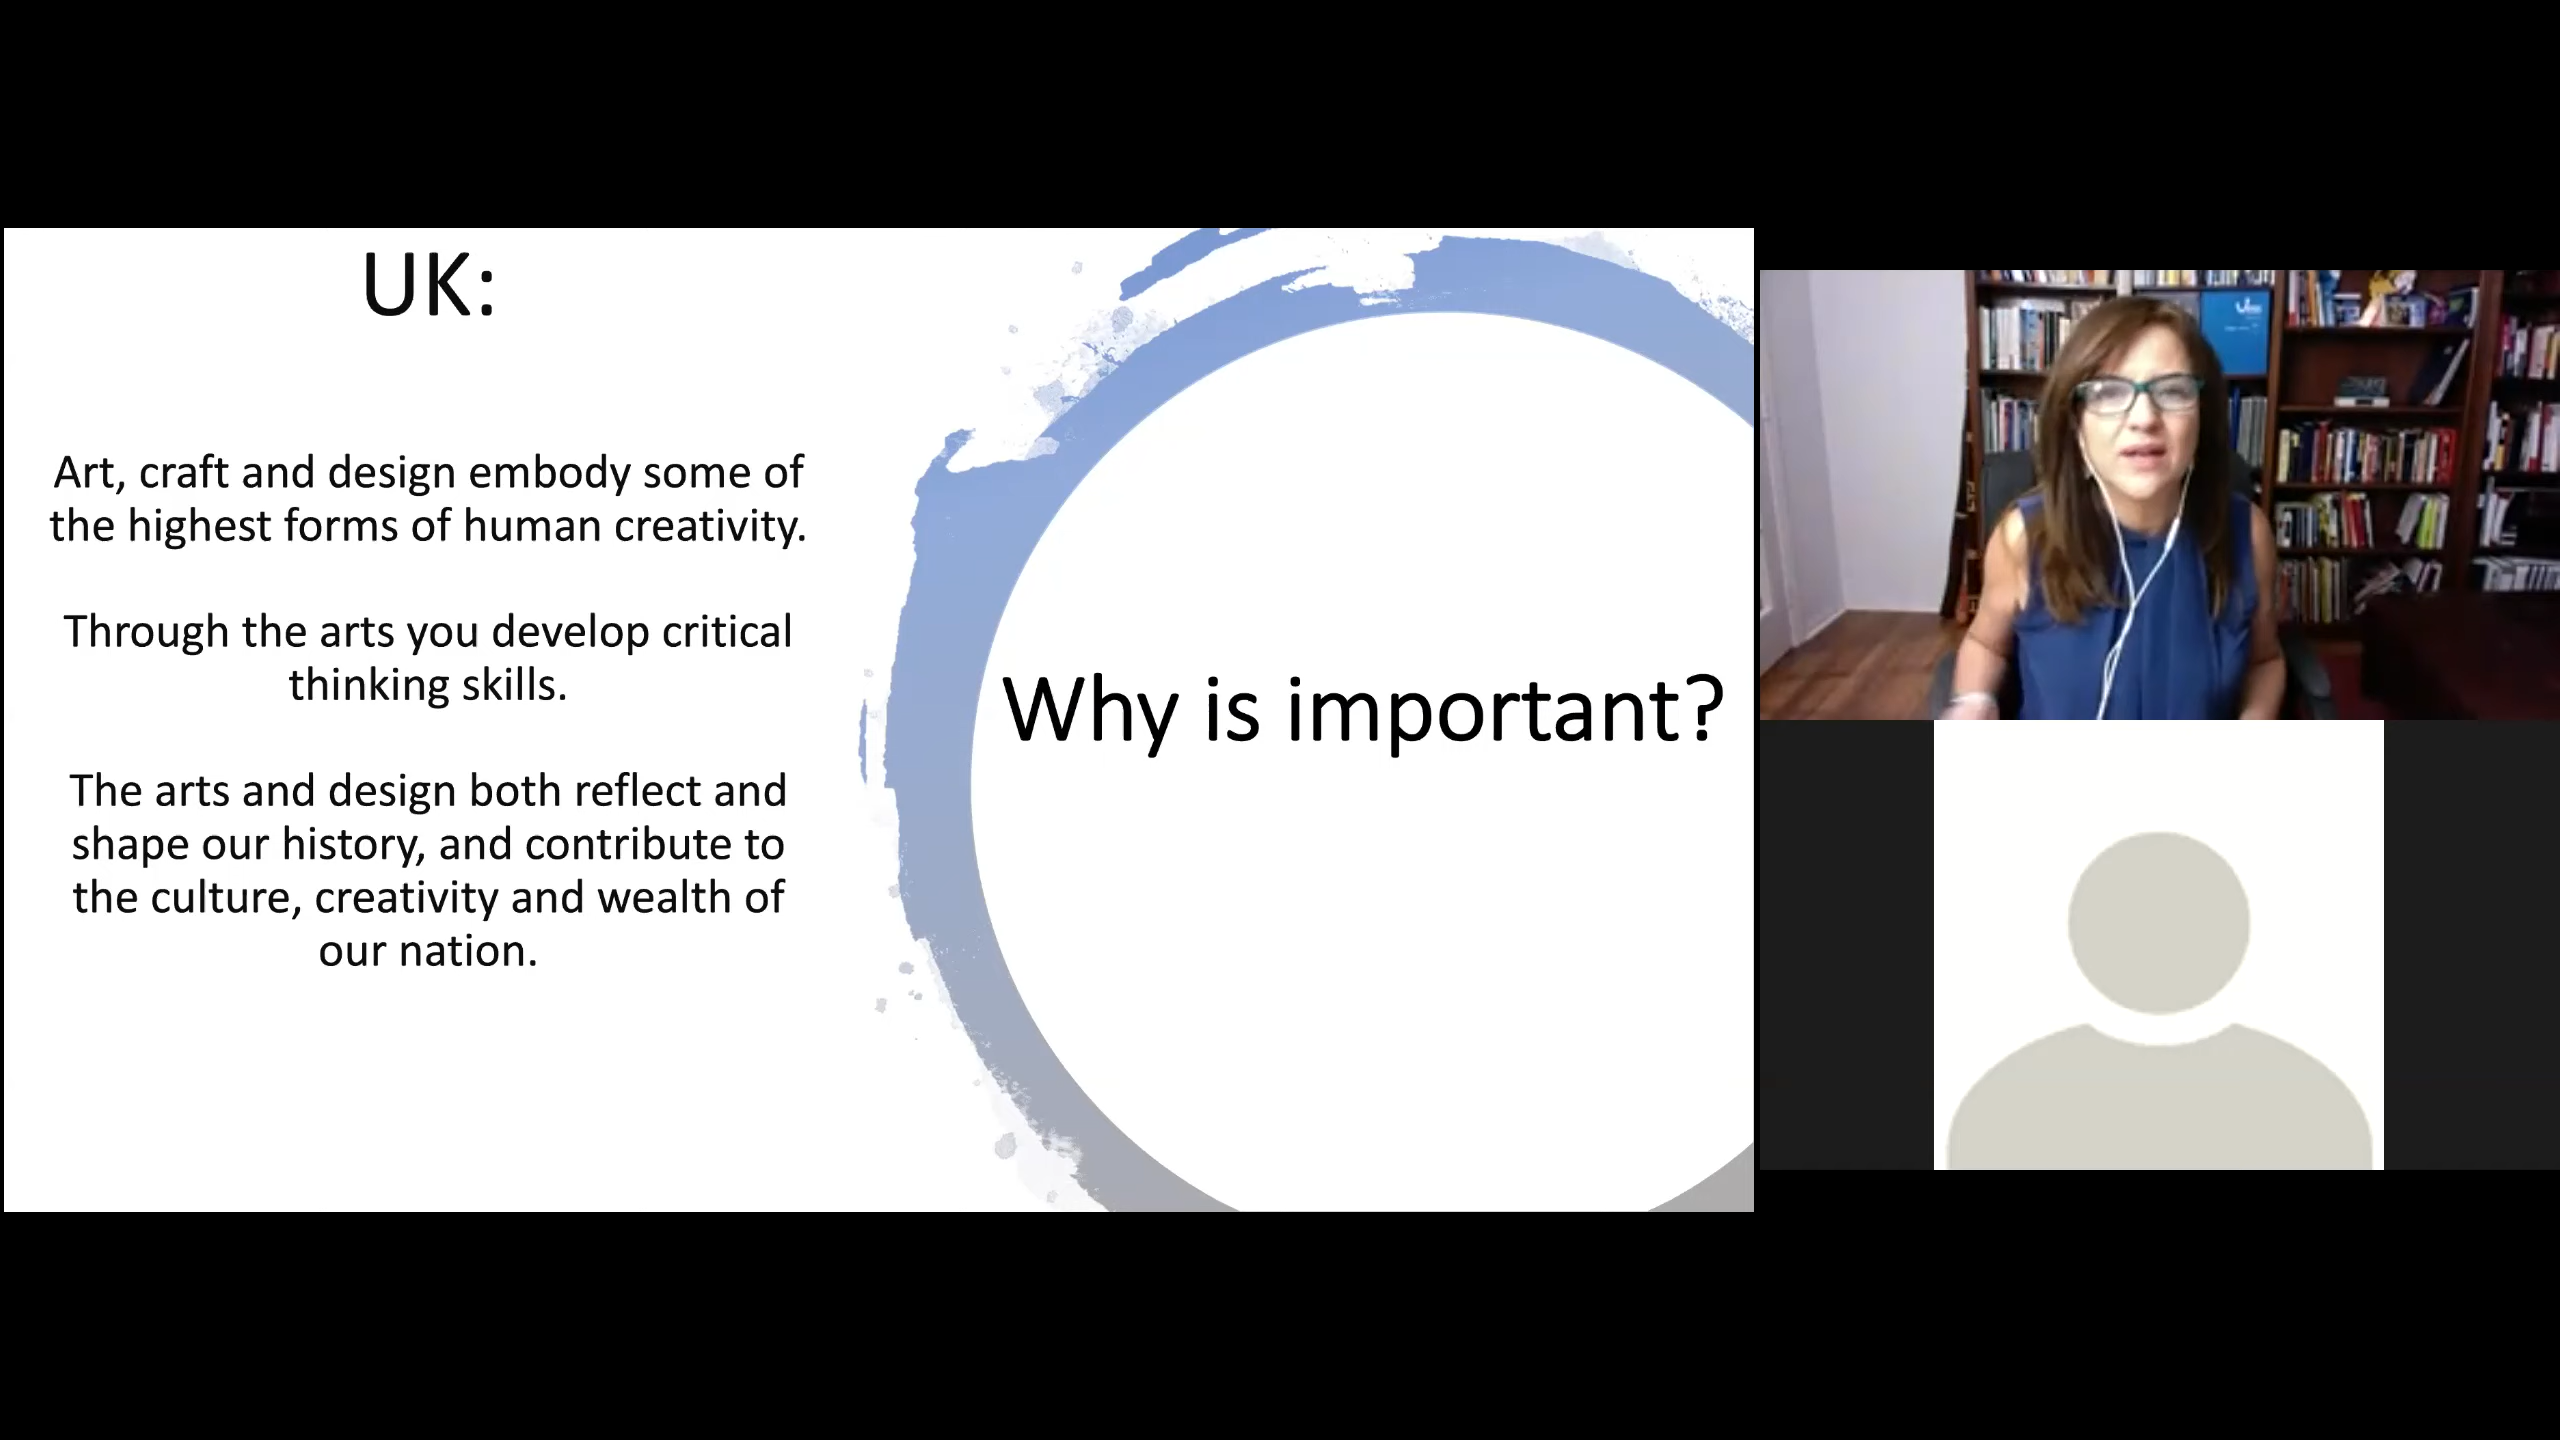 UK:
Art, craft and design embody some of
the highest forms of human creativity.
Through the arts you develop critical
thinking skills.
The arts and design both reflect and
shape our history, and contribute to
the culture, creativity and wealth of
our nation.
Why is important?